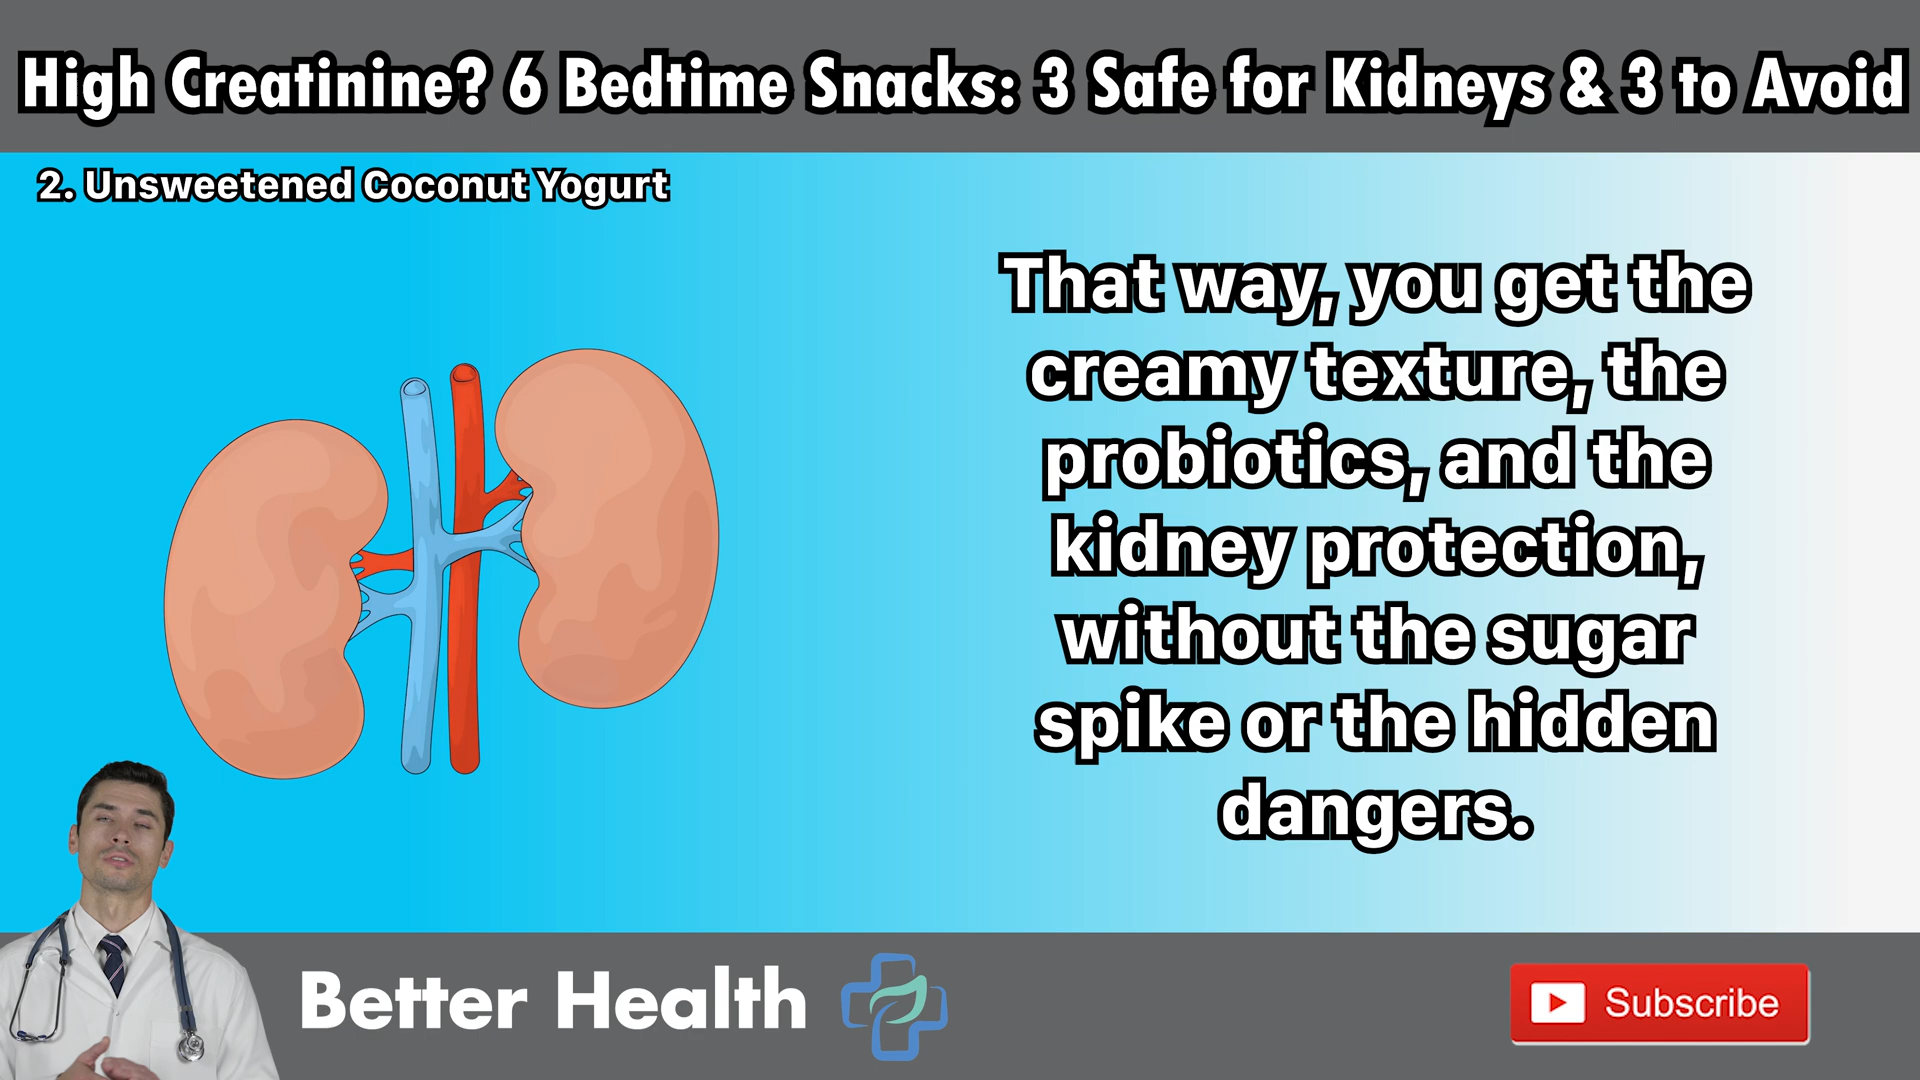 High Creatinine? 6 Bedtime Snacks: 3 Safe for Kidneys & 3 to Avoid
2. Unsweetened Coconut Yogurt
That way, you get the
creamy texture, the
probiotics, and the
kidney protection,
without the sugar
spike or the hidden
dangers.
Better Health
Subscribe